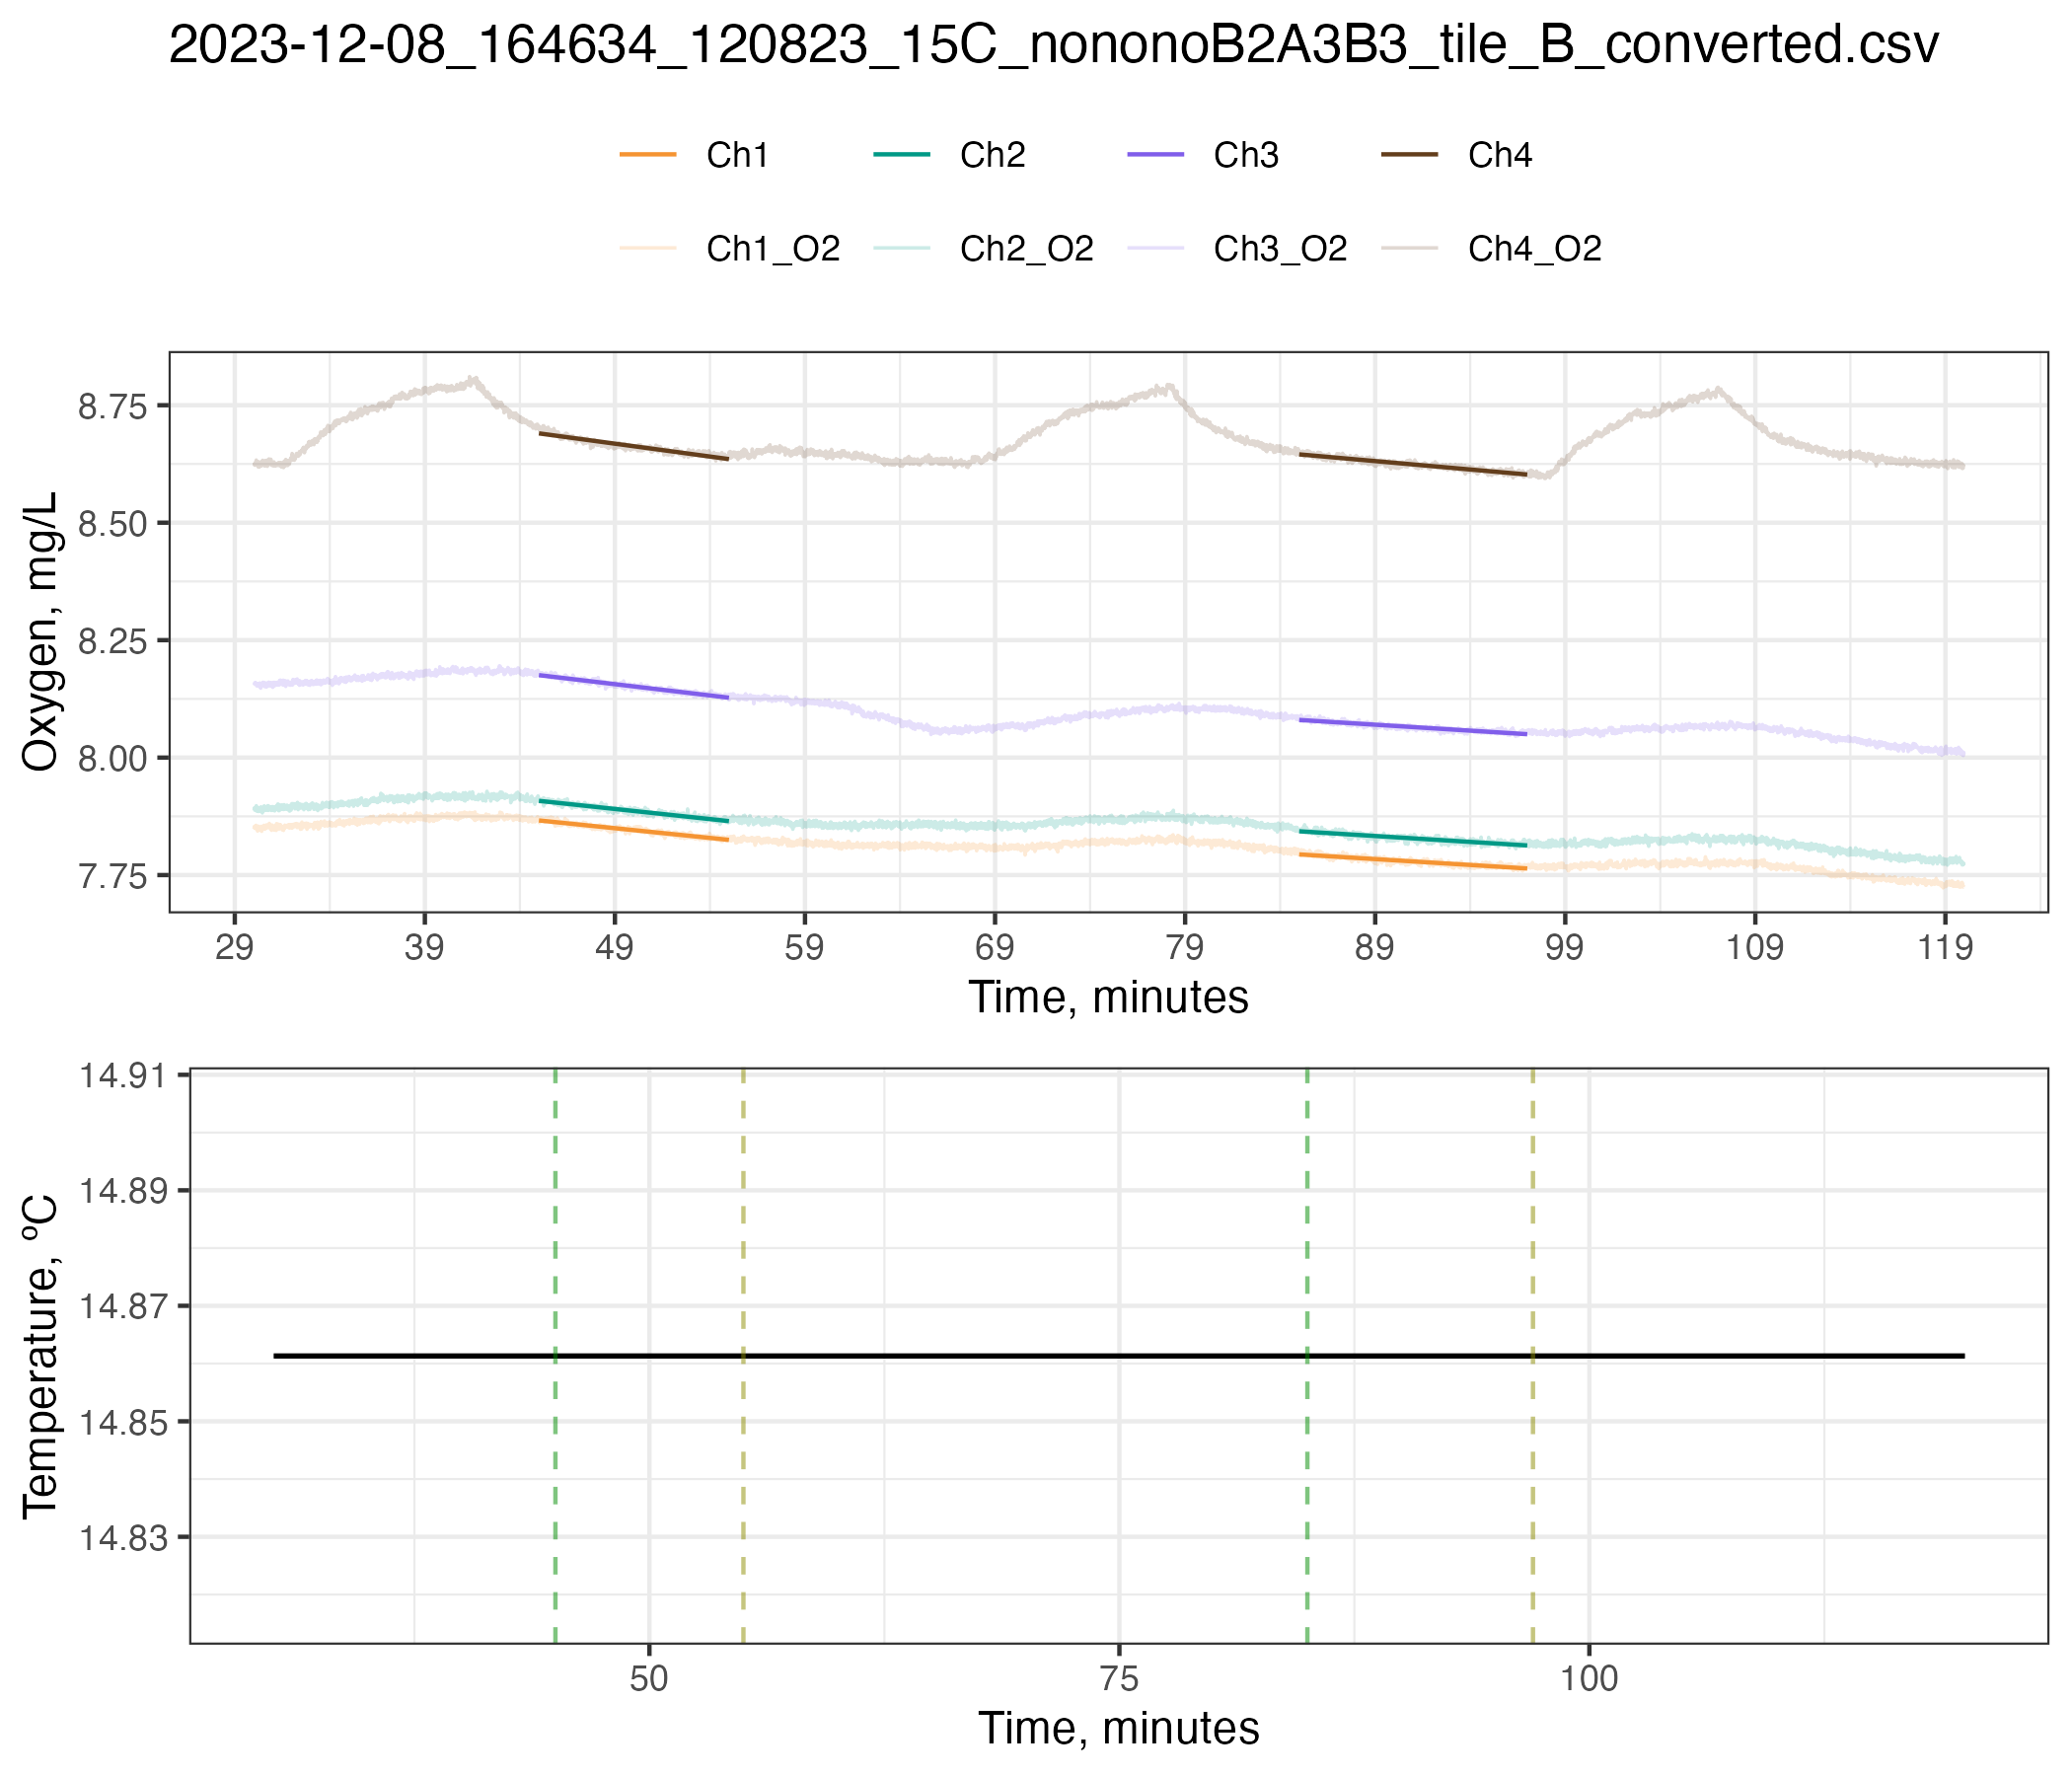 2023-12-08_164634_120823_15C_nononoB2A3B3_tile_B_converted.csv
Ch1 Ch2 Ch3 Ch4
Ch1_O2 Ch2_O2 Ch3_O2 Ch4_O2
Oxygen, mg/L
8.75
8.50
8.25
8.00
7.75
29 39 49 59 69 79 89 99 109 119
Time, minutes
Temperature, ºC
14.91
14.89
14.87
14.85
14.83
50 75 100
Time, minutes